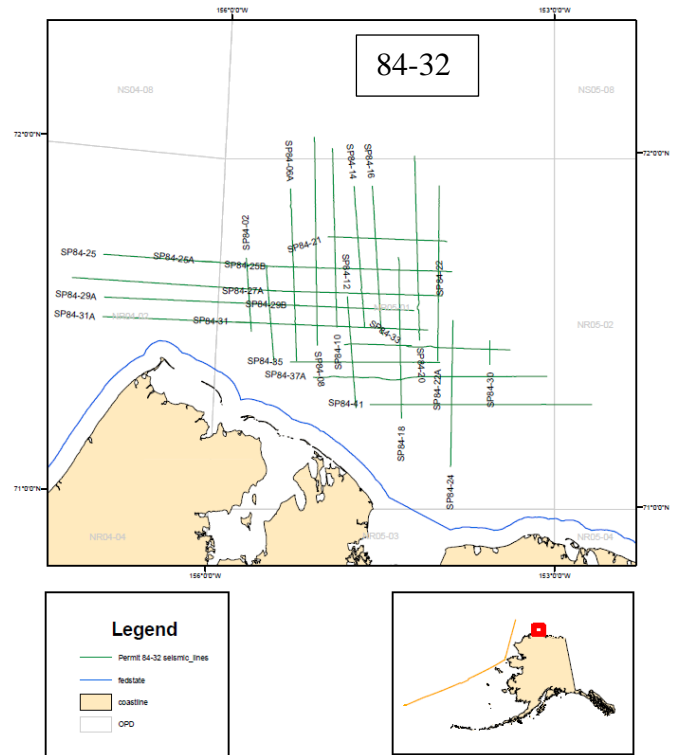 156°0'0"W
153°0'0"W
84-32
NS04-08
NS05-08
72°0'0"N
72°0'0"N
SP84-06A
SP84-14
SP84-16
SP84-02
SP84-21
SP84-25
SP84-25A
SP84-25B
SP84-12
SP84-22
SP84-27A
SP84-29A
SP84-29B
NR04-02
NR05-01
SP84-31A
SP84-31
SP84-33
NR05-02
SP84-10
SP84-08
SP84-35
SP84-20
SP84-37A
SP84-22A
SP84-30
SP84-41
SP84-18
SP84-24
71°0'0"N
71°0'0"N
NR04-04
NR05-03
NR05-04
156°0'0"W
153°0'0"W
Legend
Permit 84-32 seismic_lines
fedstate
coastline
OPD